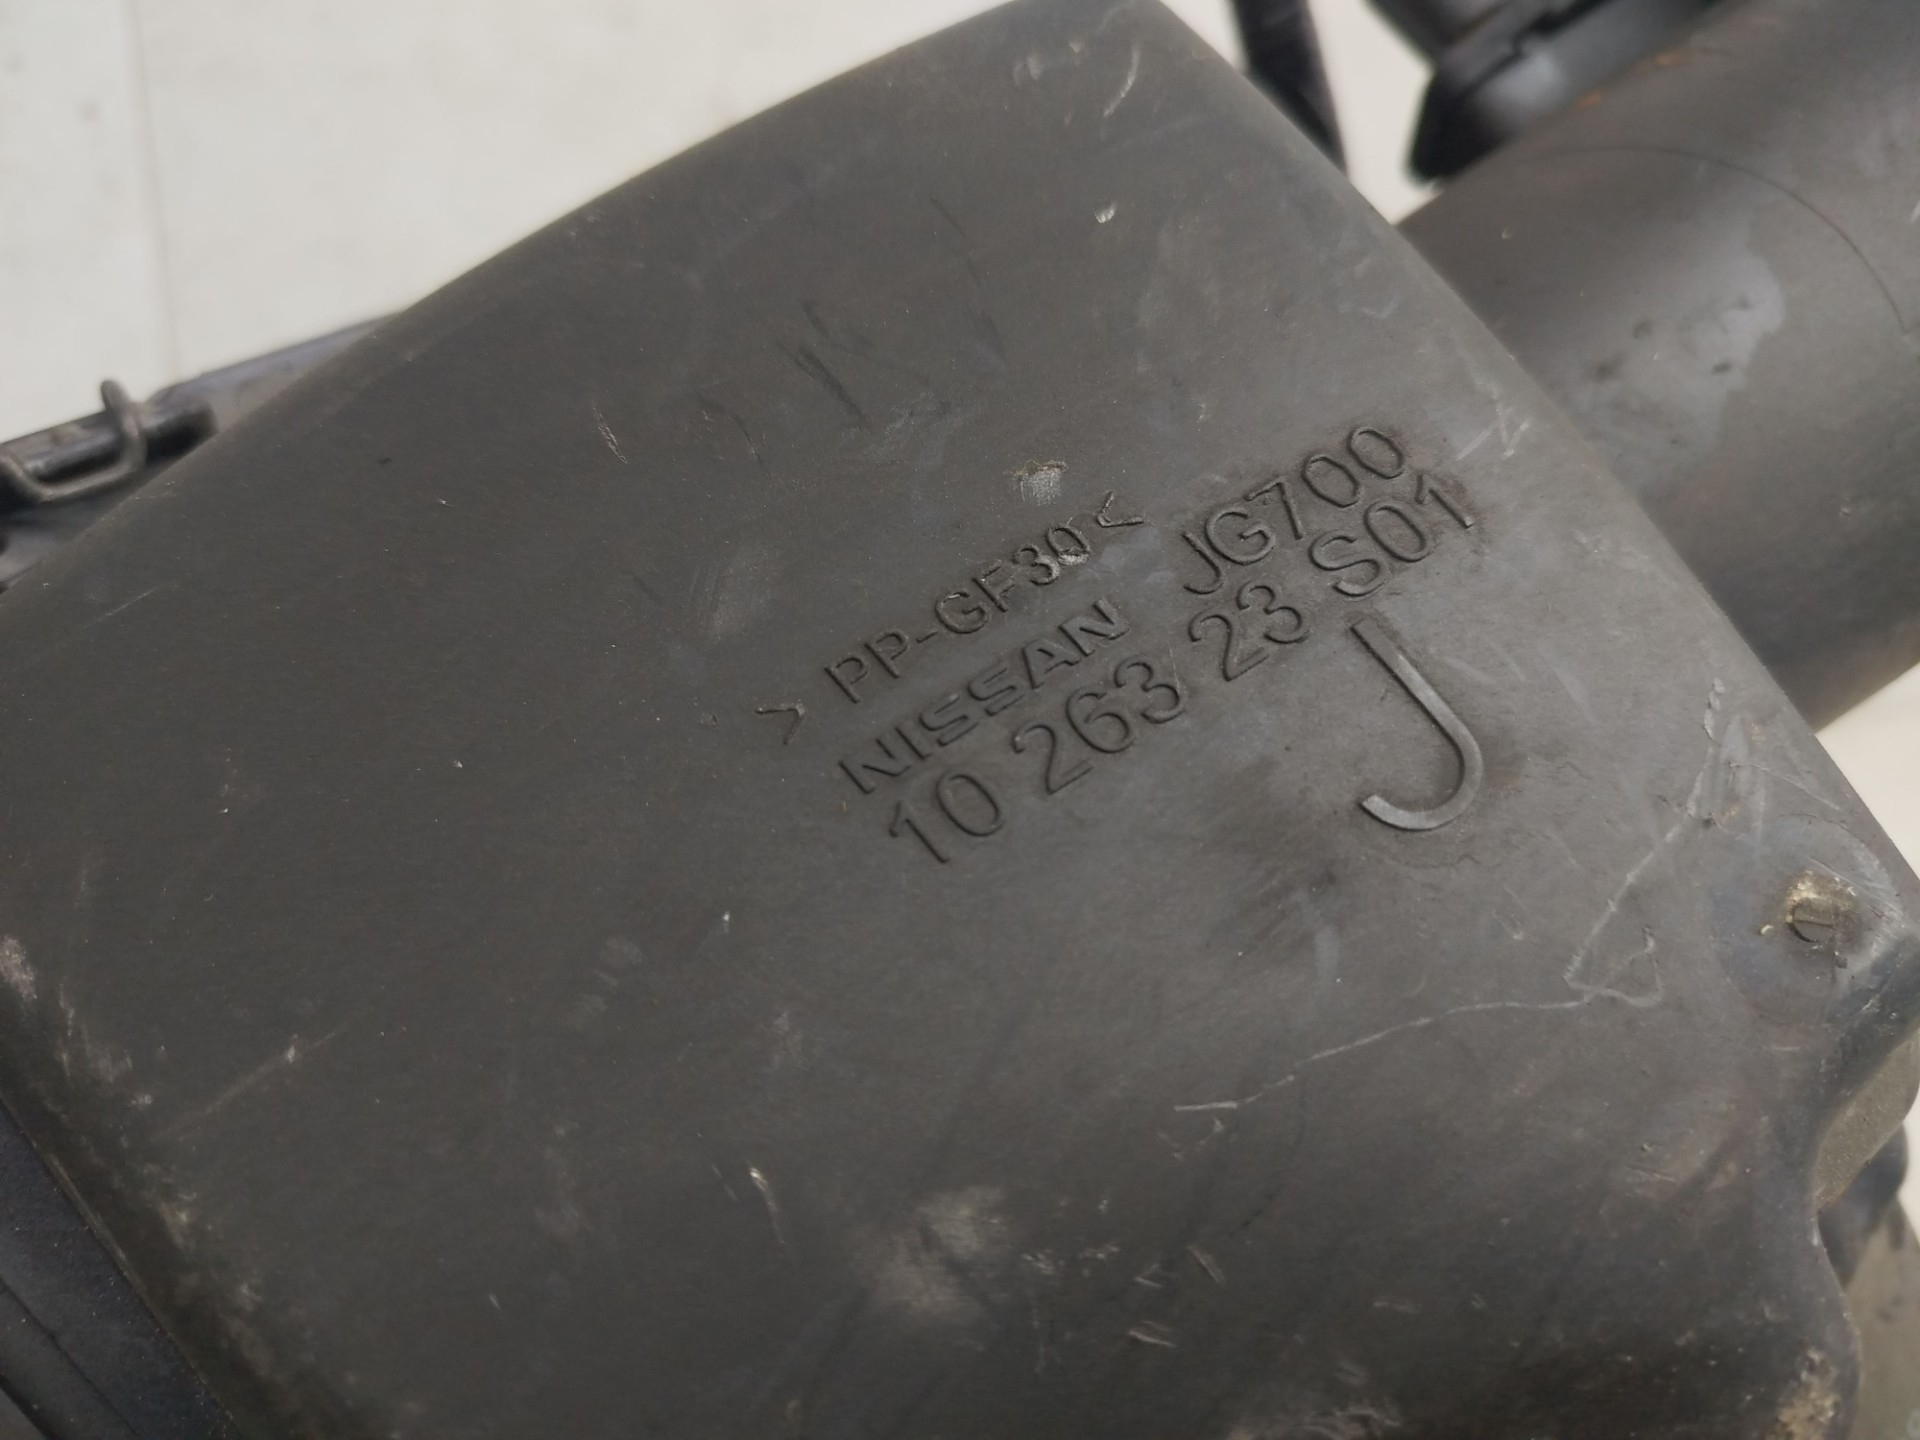 > PP-GF30 <
NISSAN JG700
10 263 23 S01
J